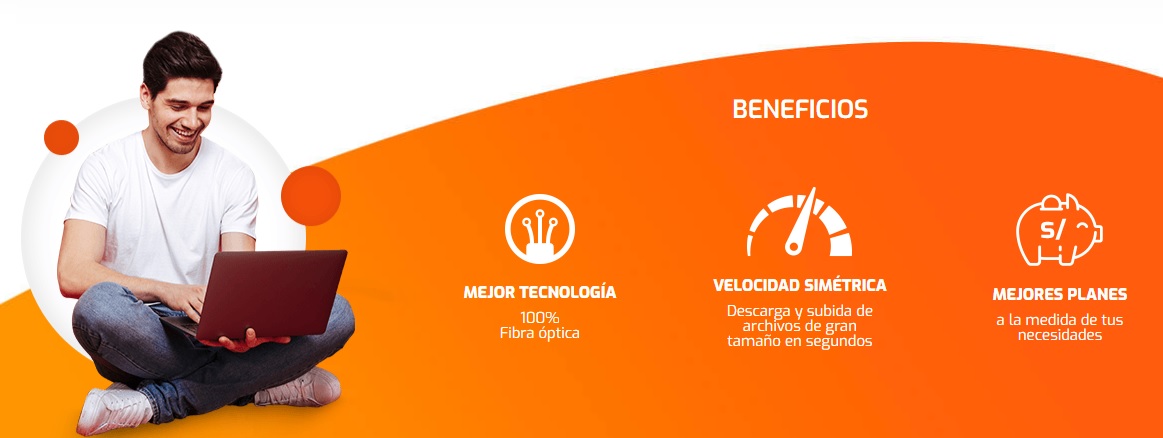 BENEFICIOS
MEJOR TECNOLOGÍA
100%
Fibra óptica
VELOCIDAD SIMÉTRICA
Descarga y subida de
archivos de gran
tamaño en segundos
S/
MEJORES PLANES
a la medida de tus
necesidades